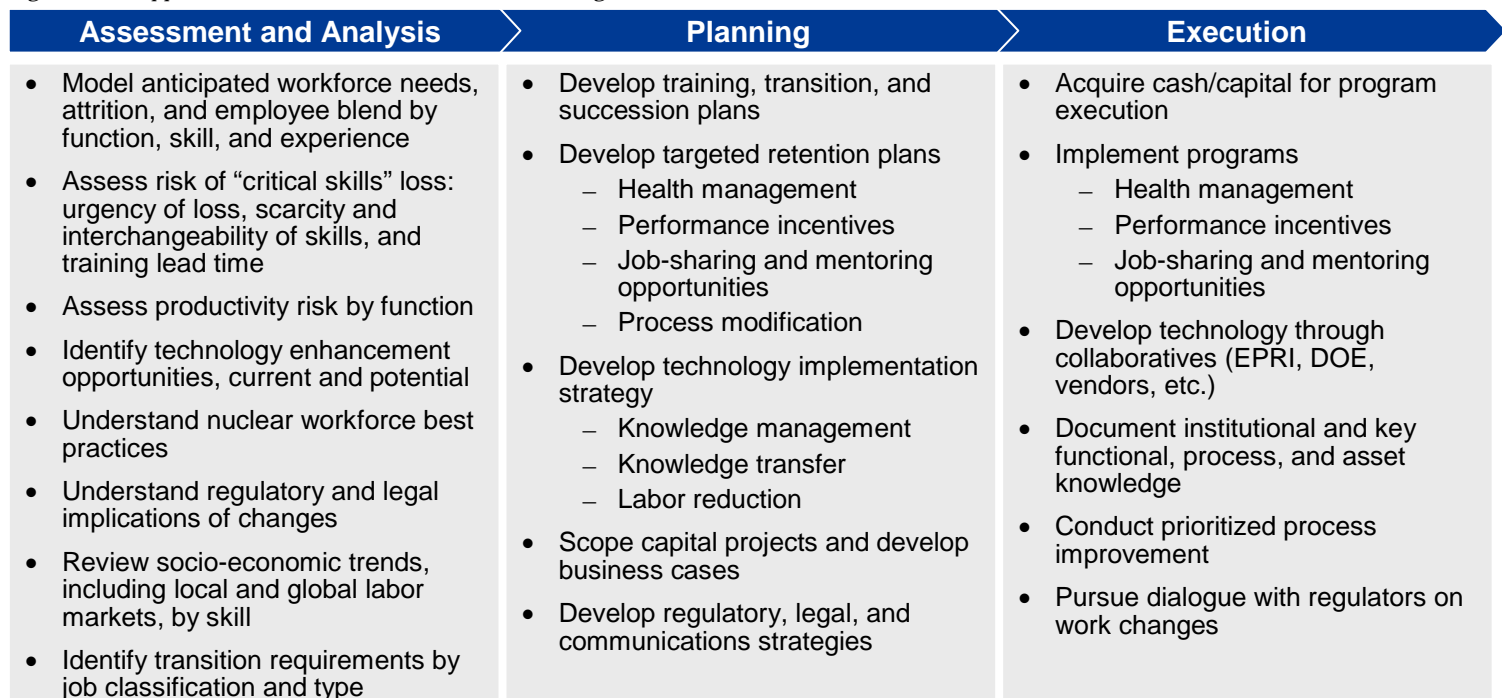 Assessment and Analysis
Planning
Execution
• Model anticipated workforce needs,
attrition, and employee blend by
function, skill, and experience
• Assess risk of “critical skills” loss:
urgency of loss, scarcity and
interchangeability of skills, and
training lead time
• Assess productivity risk by function
• Identify technology enhancement
opportunities, current and potential
• Understand nuclear workforce best
practices
• Understand regulatory and legal
implications of changes
• Review socio-economic trends,
including local and global labor
markets, by skill
• Identify transition requirements by
job classification and type
• Develop training, transition, and
succession plans
• Develop targeted retention plans
– Health management
– Performance incentives
– Job-sharing and mentoring
opportunities
– Process modification
• Develop technology implementation
strategy
– Knowledge management
– Knowledge transfer
– Labor reduction
• Scope capital projects and develop
business cases
• Develop regulatory, legal, and
communications strategies
• Acquire cash/capital for program
execution
• Implement programs
– Health management
– Performance incentives
– Job-sharing and mentoring
opportunities
• Develop technology through
collaboratives (EPRI, DOE,
vendors, etc.)
• Document institutional and key
functional, process, and asset
knowledge
• Conduct prioritized process
improvement
• Pursue dialogue with regulators on
work changes